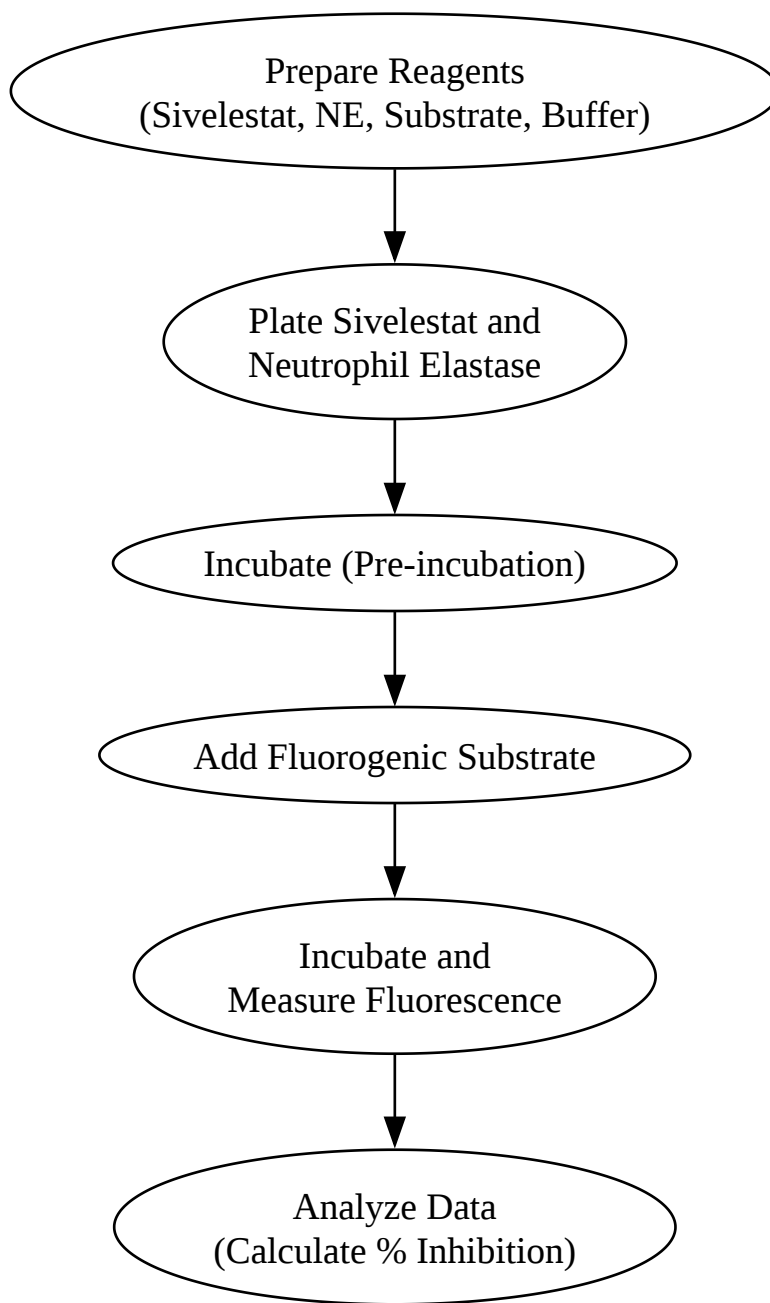 Prepare Reagents
(Sivelestat, NE, Substrate, Buffer)
Plate Sivelestat and
Neutrophil Elastase
Incubate (Pre-incubation)
Add Fluorogenic Substrate
Incubate and
Measure Fluorescence
Analyze Data
(Calculate % Inhibition)